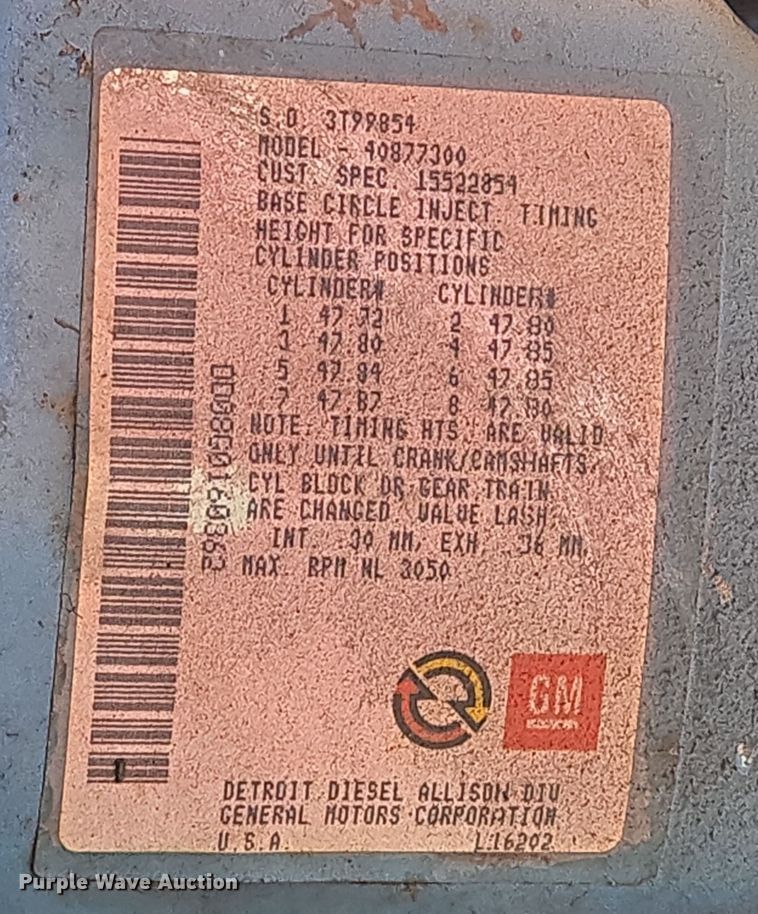 S.O. 3T99854
MODEL - 40877300
CUST. SPEC. 15522854
BASE CIRCLE INJECT. TIMING
HEIGHT FOR SPECIFIC
CYLINDER POSITIONS
CYLINDER# CYLINDER#
1 47.72 2 47.80
3 47.80 4 47.85
5 47.84 6 47.85
7 47.87 8 47.80
NOTE. TIMING HTS. ARE VALID
ONLY UNTIL CRANK/CAMSHAFTS,
CYL BLOCK OR GEAR TRAIN
ARE CHANGED VALUE LASH:
INT .30 MM, EXH .36 MM.
MAX RPM NL 3050
GM
DETROIT DIESEL ALLISON DIV
GENERAL MOTORS CORPORATION
U.S.A. L16202
Purple Wave Auction